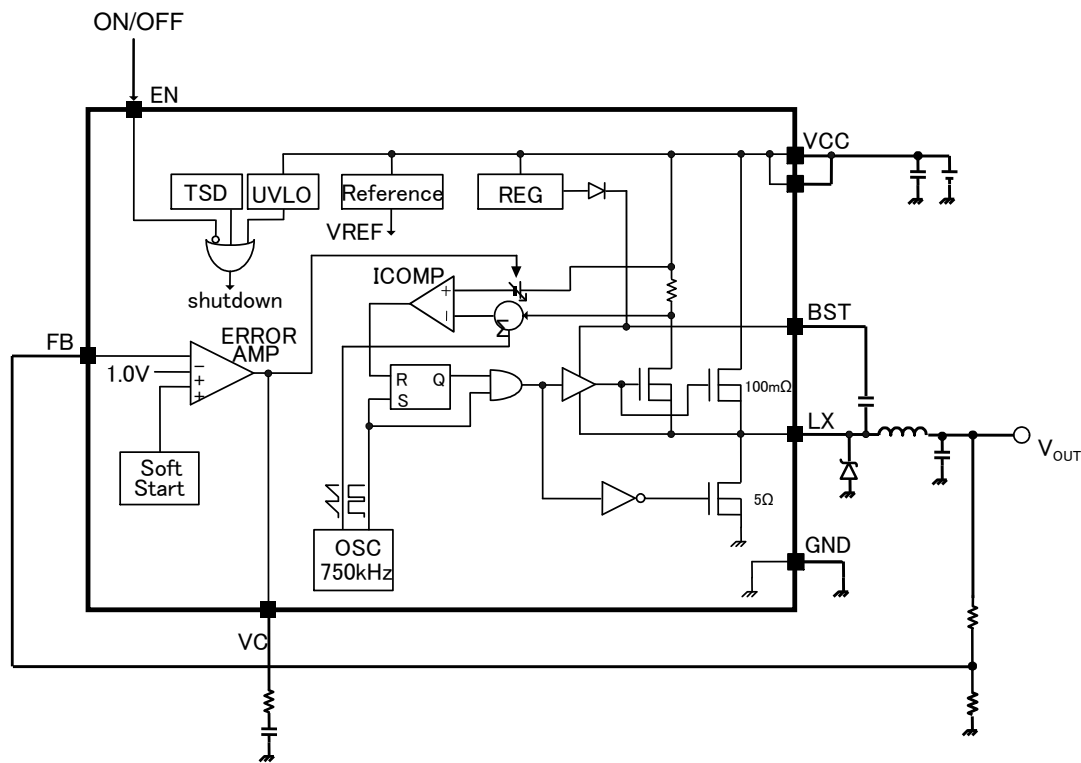 ON/OFF
EN
VCC
TSD
UVLO
Reference
REG
VREF
shutdown
ICOMP
+
−
Σ
BST
FB
ERROR
AMP
1.0V
−
+
+
R Q
S
100mΩ
LX
VOUT
Soft
Start
5Ω
OSC
750kHz
GND
VC